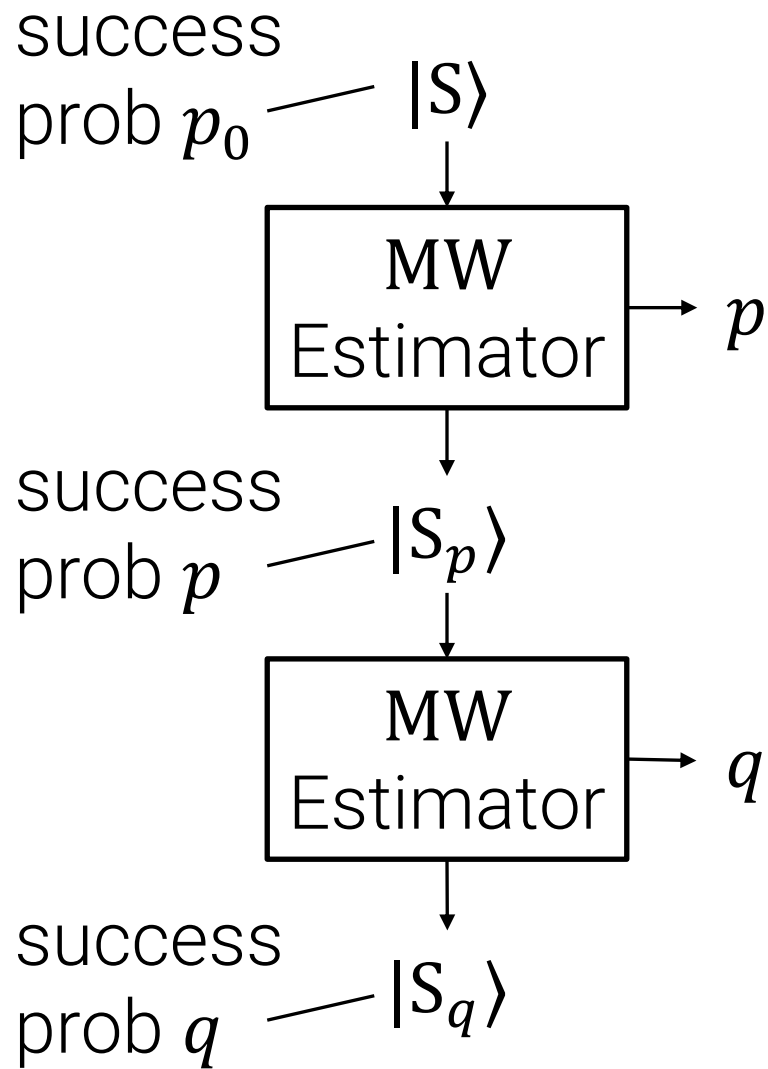 success
prob p₀
|S⟩
MW
Estimator
p
success
prob p
|Sₚ⟩
MW
Estimator
q
success
prob q
|S_q⟩